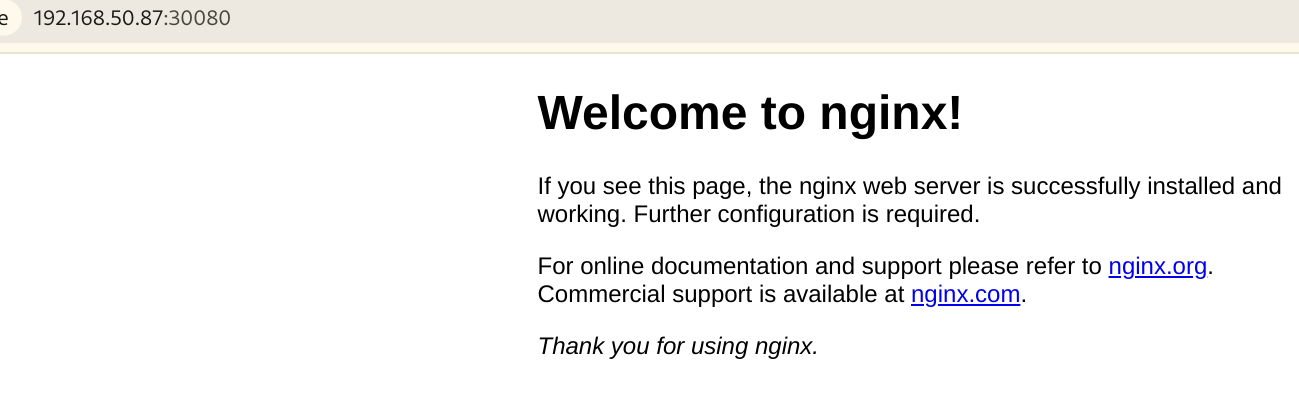 e 192.168.50.87:30080
Welcome to nginx!
If you see this page, the nginx web server is successfully installed and
working. Further configuration is required.
For online documentation and support please refer to nginx.org.
Commercial support is available at nginx.com.
Thank you for using nginx.